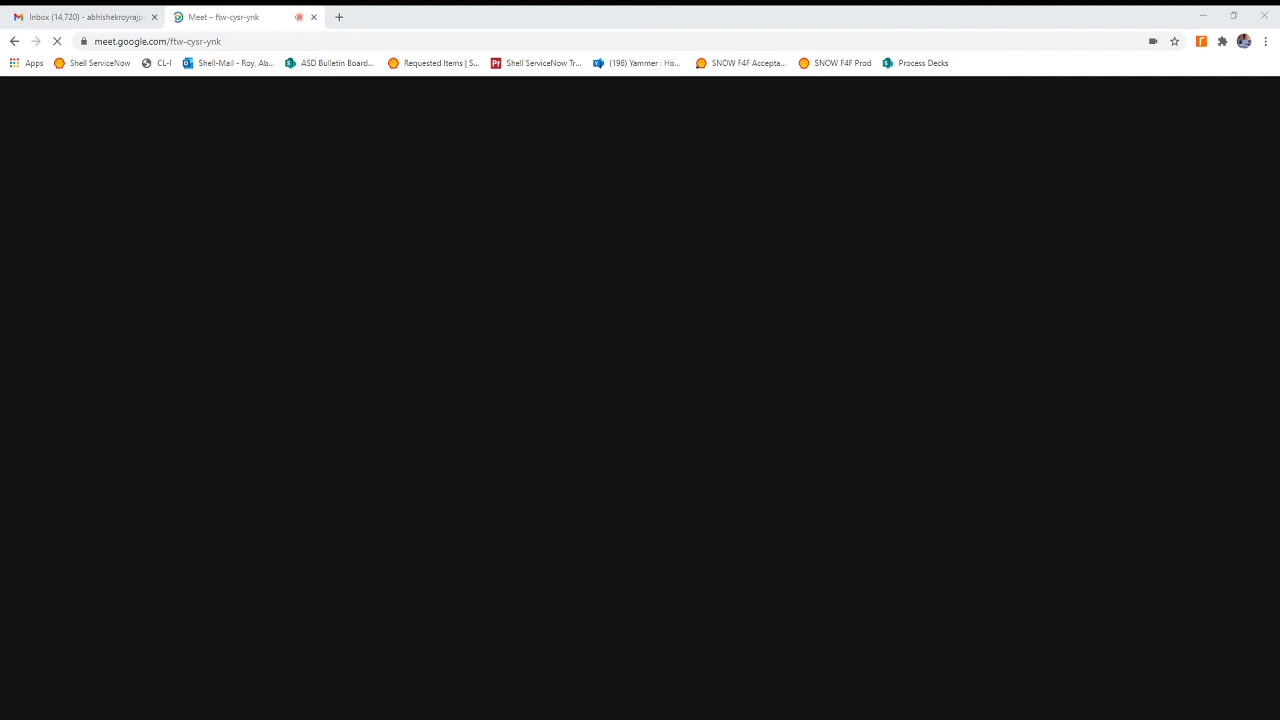 Inbox (14,720) - abhishekroyrajp
Meet – ftw-cysr-ynk
meet.google.com/ftw-cysr-ynk
Apps Shell ServiceNow CL-I Shell-Mail - Roy, Ab... ASD Bulletin Board... Requested Items | S... Shell ServiceNow Tr... (196) Yammer : Ho... SNOW F4F Accepta... SNOW F4F Prod Process Decks